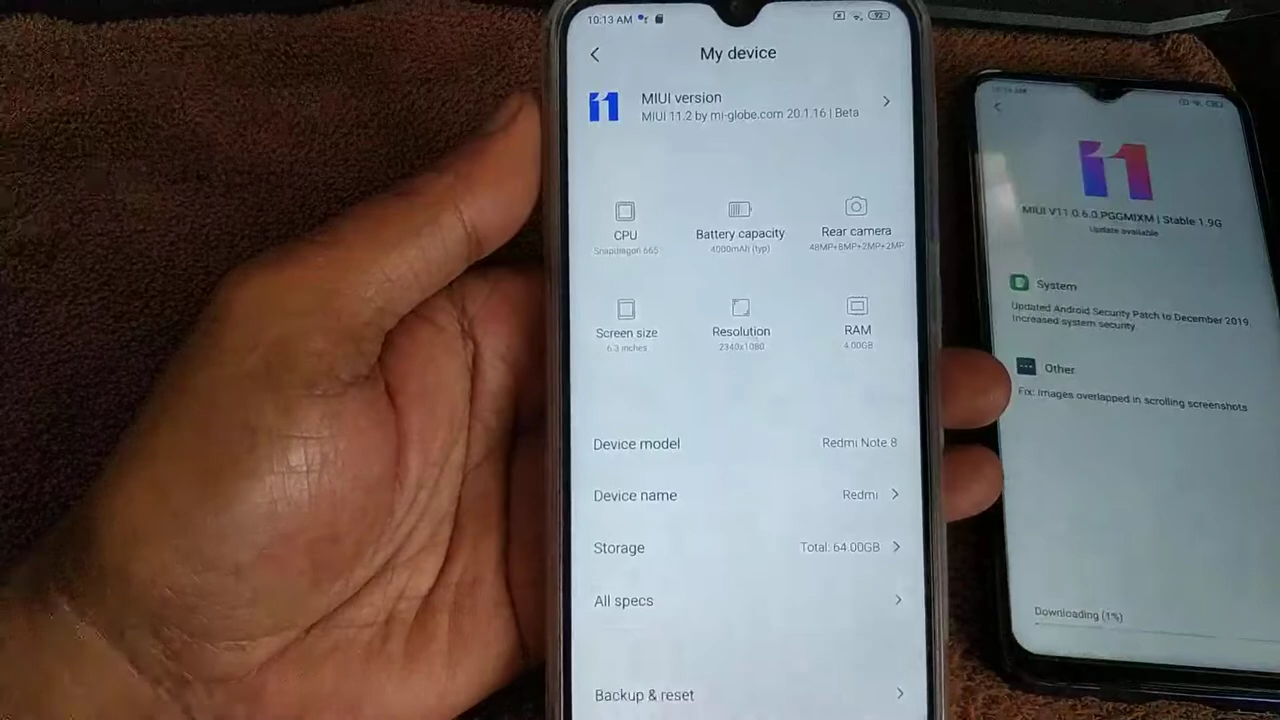 10:13 AM
92
My device
MIUI version
MIUI 11.2 by mi-globe.com 20.1.16 | Beta
CPU
Snapdragon 665
Battery capacity
4000mAh (typ)
Rear camera
48MP+8MP+2MP+2MP
Screen size
6.3 inches
Resolution
2340x1080
RAM
4.00GB
Device model
Redmi Note 8
Device name
Redmi
Storage
Total: 64.00GB
All specs
Backup & reset
MIUI V11.0.6.0.PGGMIXM | Stable 1.9G
Update available
System
Updated Android Security Patch to December 2019.
Increased system security.
Other
Fix: Images overlapped in scrolling screenshots
Downloading (1%)